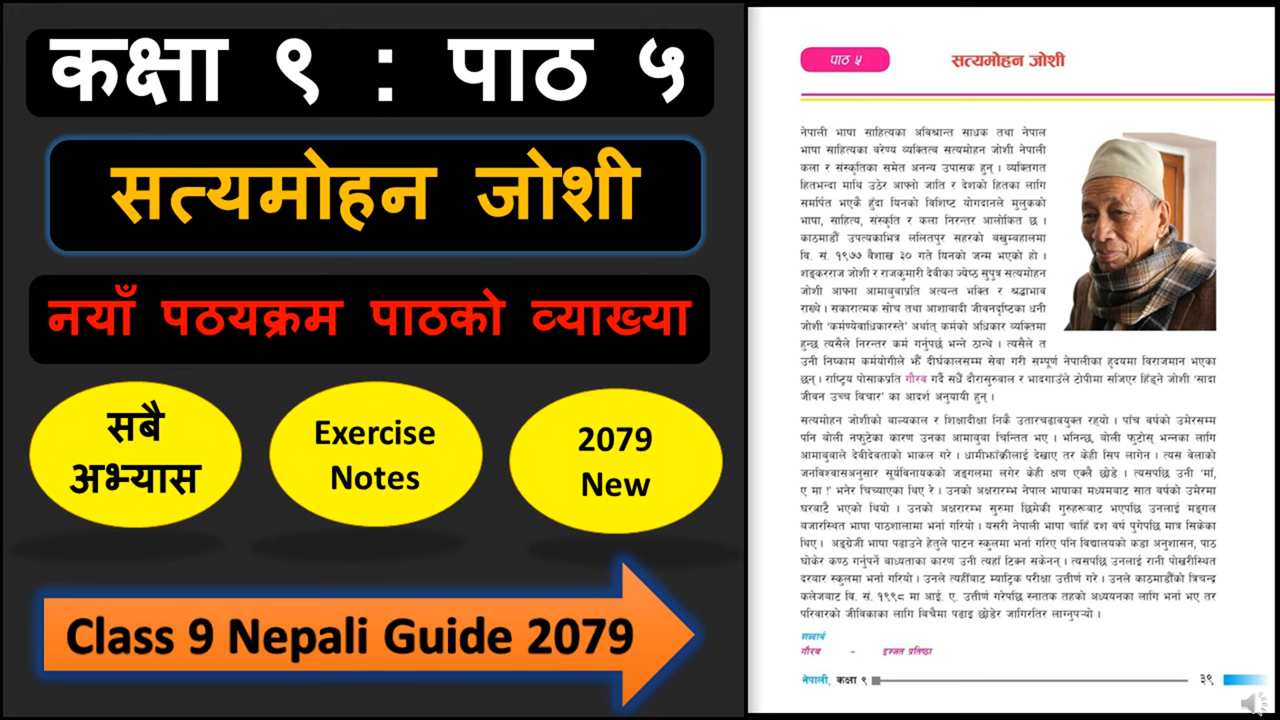 कक्षा ९ : पाठ ५
सत्यमोहन जोशी
नयाँ पठयक्रम पाठको व्याख्या
सबै
अभ्यास
Exercise
Notes
2079
New
Class 9 Nepali Guide 2079
पाठ ५
सत्यमोहन जोशी
नेपाली भाषा साहित्यका अविश्रान्त साधक तथा नेपाल
भाषा साहित्यका वरेण्य व्यक्तित्व सत्यमोहन जोशी नेपाली
कला र संस्कृतिका समेत अनन्य उपासक हुन् । व्यक्तिगत
हितभन्दा माथि उठेर आफ्नो जाति र देशको हितका लागि
समर्पित भएकै हुँदा यिनको विशिष्ट योगदानले मुलुकको
भाषा, साहित्य, संस्कृति र कला निरन्तर आलोकित छ ।
काठमाडौँ उपत्यकाभित्र ललितपुर सहरको बखुम्बहालमा
वि. सं. १९७७ वैशाख ३० गते यिनको जन्म भएको हो ।
शङ्करराज जोशी र राजकुमारी देवीका ज्येष्ठ सुपुत्र सत्यमोहन
जोशी आफ्ना आमाबुबाप्रति अत्यन्त भक्ति र श्रद्धाभाव
राख्थे । सकारात्मक सोच तथा आशावादी जीवनदृष्टिका धनी
जोशी 'कर्मण्येवाधिकारस्ते' अर्थात् कर्मको अधिकार व्यक्तिमा
हुन्छ त्यसैले निरन्तर कर्म गर्नुपर्छ भन्ने ठान्थे । त्यसैले त
उनी निष्काम कर्मयोगीले झैँ दीर्घकालसम्म सेवा गरी सम्पूर्ण नेपालीका हृदयमा विराजमान भएका
छन् । राष्ट्रिय पोसाकप्रति गौरव गर्दै सधैँ दौरासुरुवाल र भादगाउँले टोपीमा सजिएर हिँड्ने जोशी 'सादा
जीवन उच्च विचार' का आदर्श अनुयायी हुन् ।
सत्यमोहन जोशीको बाल्यकाल र शिक्षादीक्षा निकै उतारचढावयुक्त रह्यो । पाँच वर्षको उमेरसम्म
पनि बोली नफुटेका कारण उनका आमाबुबा चिन्तित भए । भनिन्छ, बोली फुटोस् भन्नका लागि
आमाबुबाले देवीदेवताको भाकल गरे । धामीझाँक्रीलाई देखाए तर केही सिप लागेन । त्यस बेलाको
जनविश्वासअनुसार सूर्यविनायकको जङ्गलमा लगेर केही क्षण एक्लै छोडे । त्यसपछि उनी 'माँ,
ए मा !' भनेर चिच्याएका थिए रे । उनको अक्षरारम्भ नेपाल भाषाका मध्यमबाट सात वर्षको उमेरमा
घरबाटै भएको थियो । उनको अक्षरारम्भ सुरुमा छिमेकी गुरुहरूबाट भएपछि उनलाई मङ्गल
बजारस्थित भाषा पाठशालामा भर्ना गरियो । यसरी नेपाली भाषा चाहिँ दश वर्ष पुगेपछि मात्र सिकेका
थिए । अङ्ग्रेजी भाषा पढाउने हेतुले पाटन स्कुलमा भर्ना गरिए पनि विद्यालयको कडा अनुशासन, पाठ
घोकेर कण्ठ गर्नुपर्ने बाध्यताका कारण उनी त्यहाँ टिक्न सकेनन् । त्यसपछि उनलाई रानी पोखरीस्थित
दरबार स्कुलमा भर्ना गरियो । उनले त्यहीँबाट म्याट्रिक परीक्षा उत्तीर्ण गरे । उनले काठमाडौँको त्रिचन्द्र
कलेजबाट वि. सं. १९९८ मा आई. ए. उत्तीर्ण गरेपछि स्नातक तहको अध्ययनका लागि भर्ना भए तर
परिवारको जीविकाका लागि बिचैमा पढाइ छोडेर जागिरतिर लाग्नुपर्‍यो ।
शब्दार्थ
गौरव - इज्जत प्रतिष्ठा
नेपाली, कक्षा ९ ३९